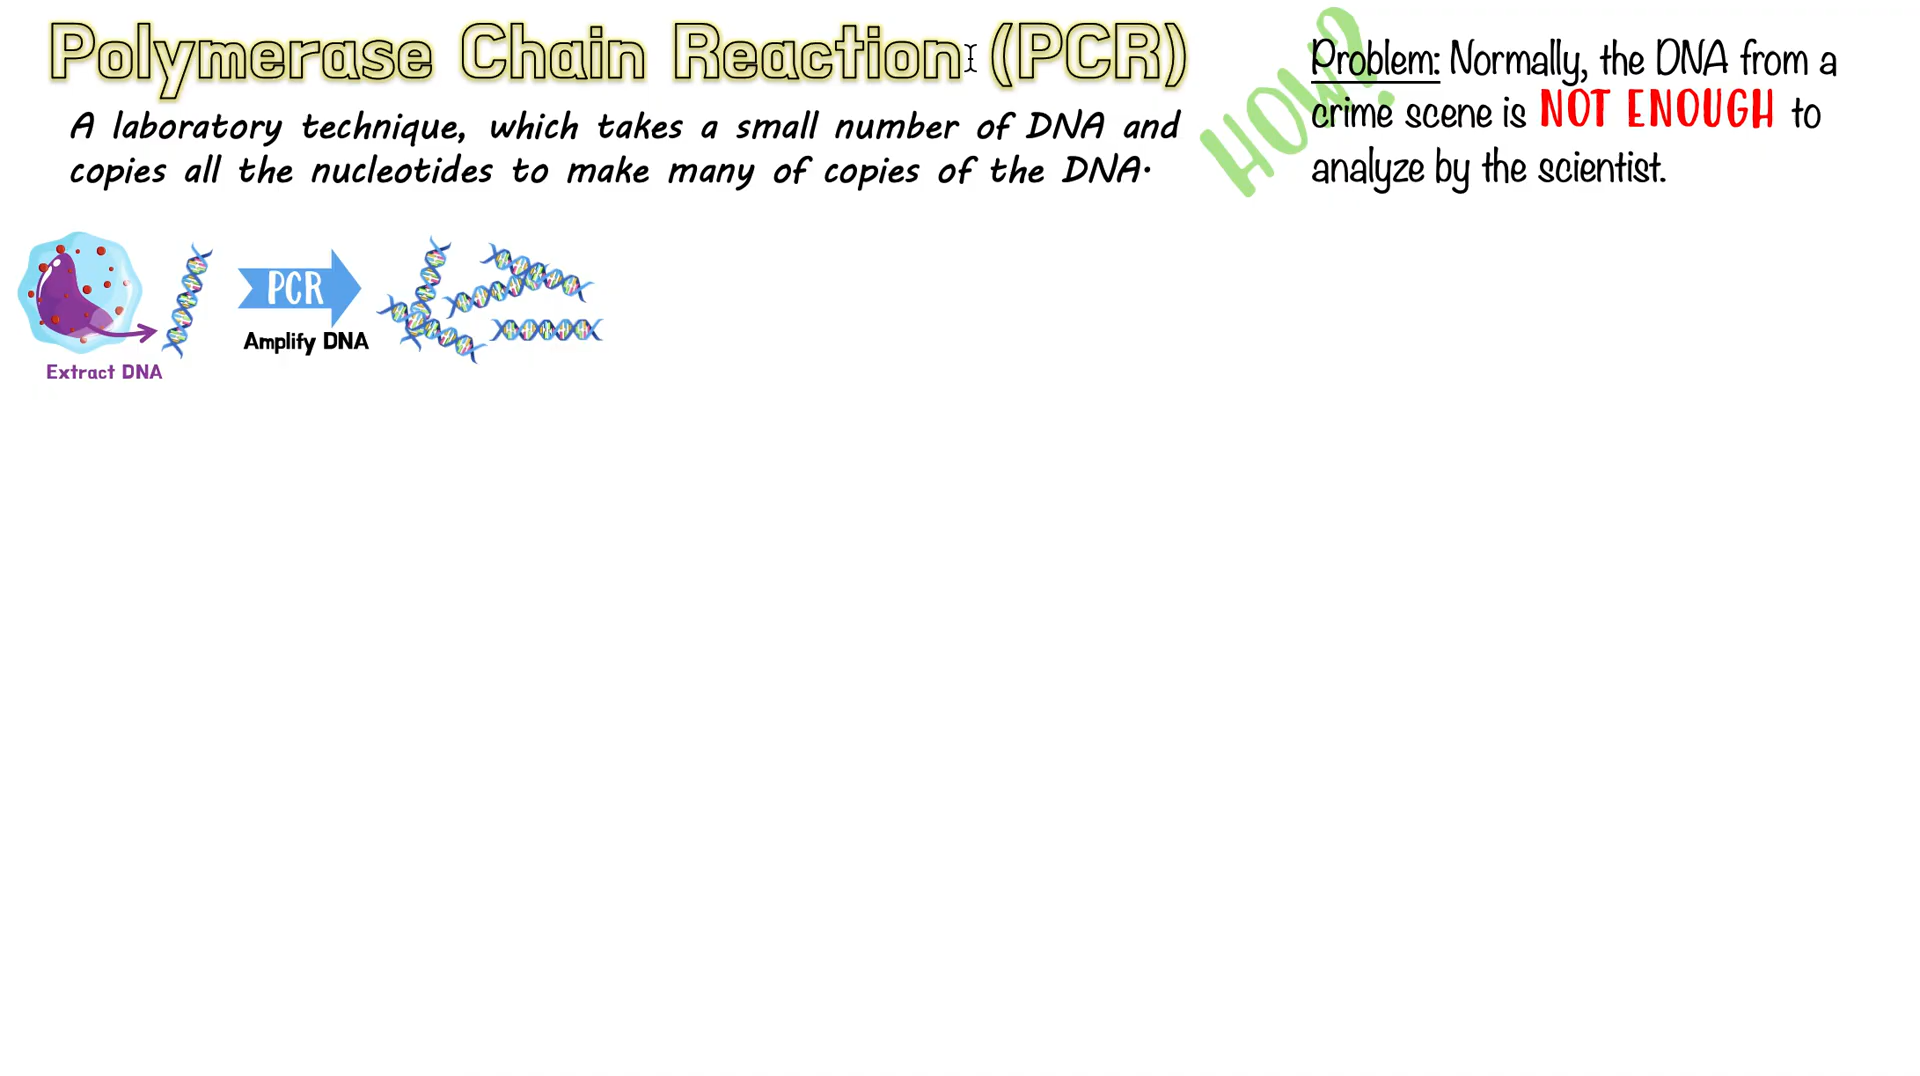 Polymerase Chain Reaction (PCR)
A laboratory technique, which takes a small number of DNA and
copies all the nucleotides to make many of copies of the DNA.
HOW?
Problem: Normally, the DNA from a
crime scene is NOT ENOUGH to
analyze by the scientist.
PCR
Amplify DNA
Extract DNA